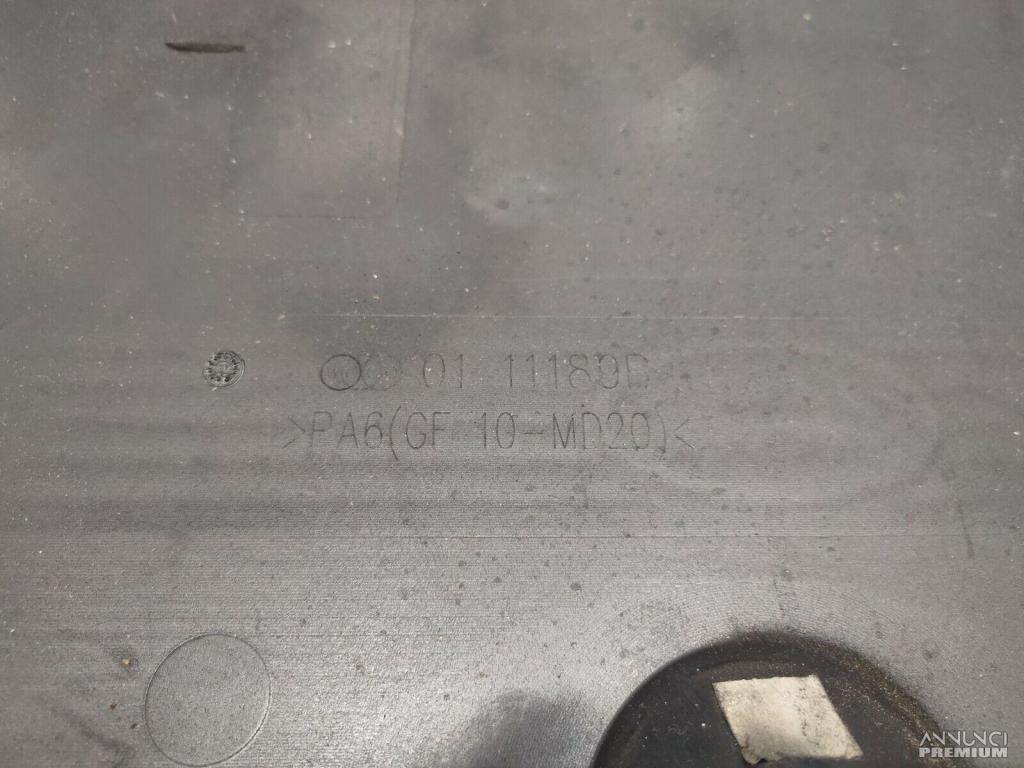 01 11189B
>PA6(GF 10-MD20)<
ANNUNCI
PREMIUM